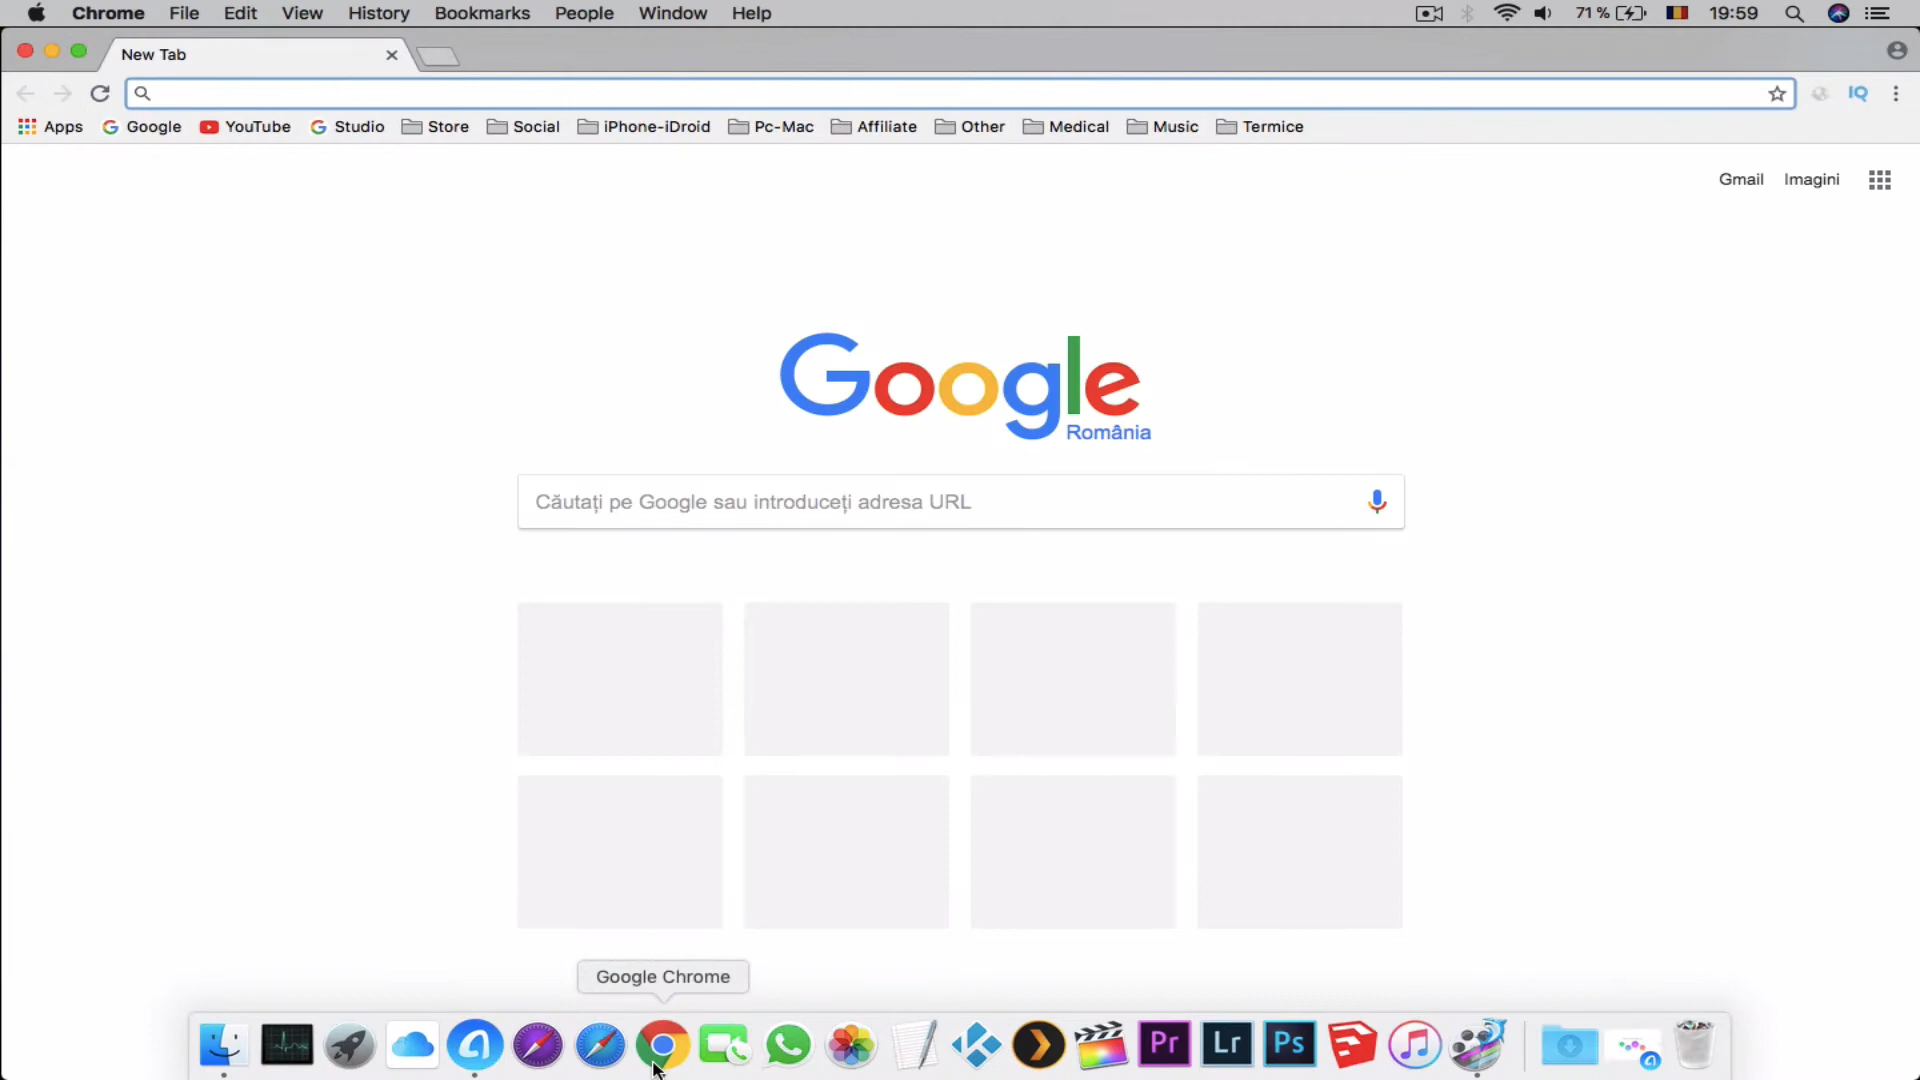 Chrome File Edit View History Bookmarks People Window Help 71 % 19:59
New Tab
IQ
Apps Google YouTube Studio Store Social iPhone-iDroid Pc-Mac Affiliate Other Medical Music Termice
Gmail Imagini
Google
România
Căutați pe Google sau introduceți adresa URL
Google Chrome
Pr Lr Ps